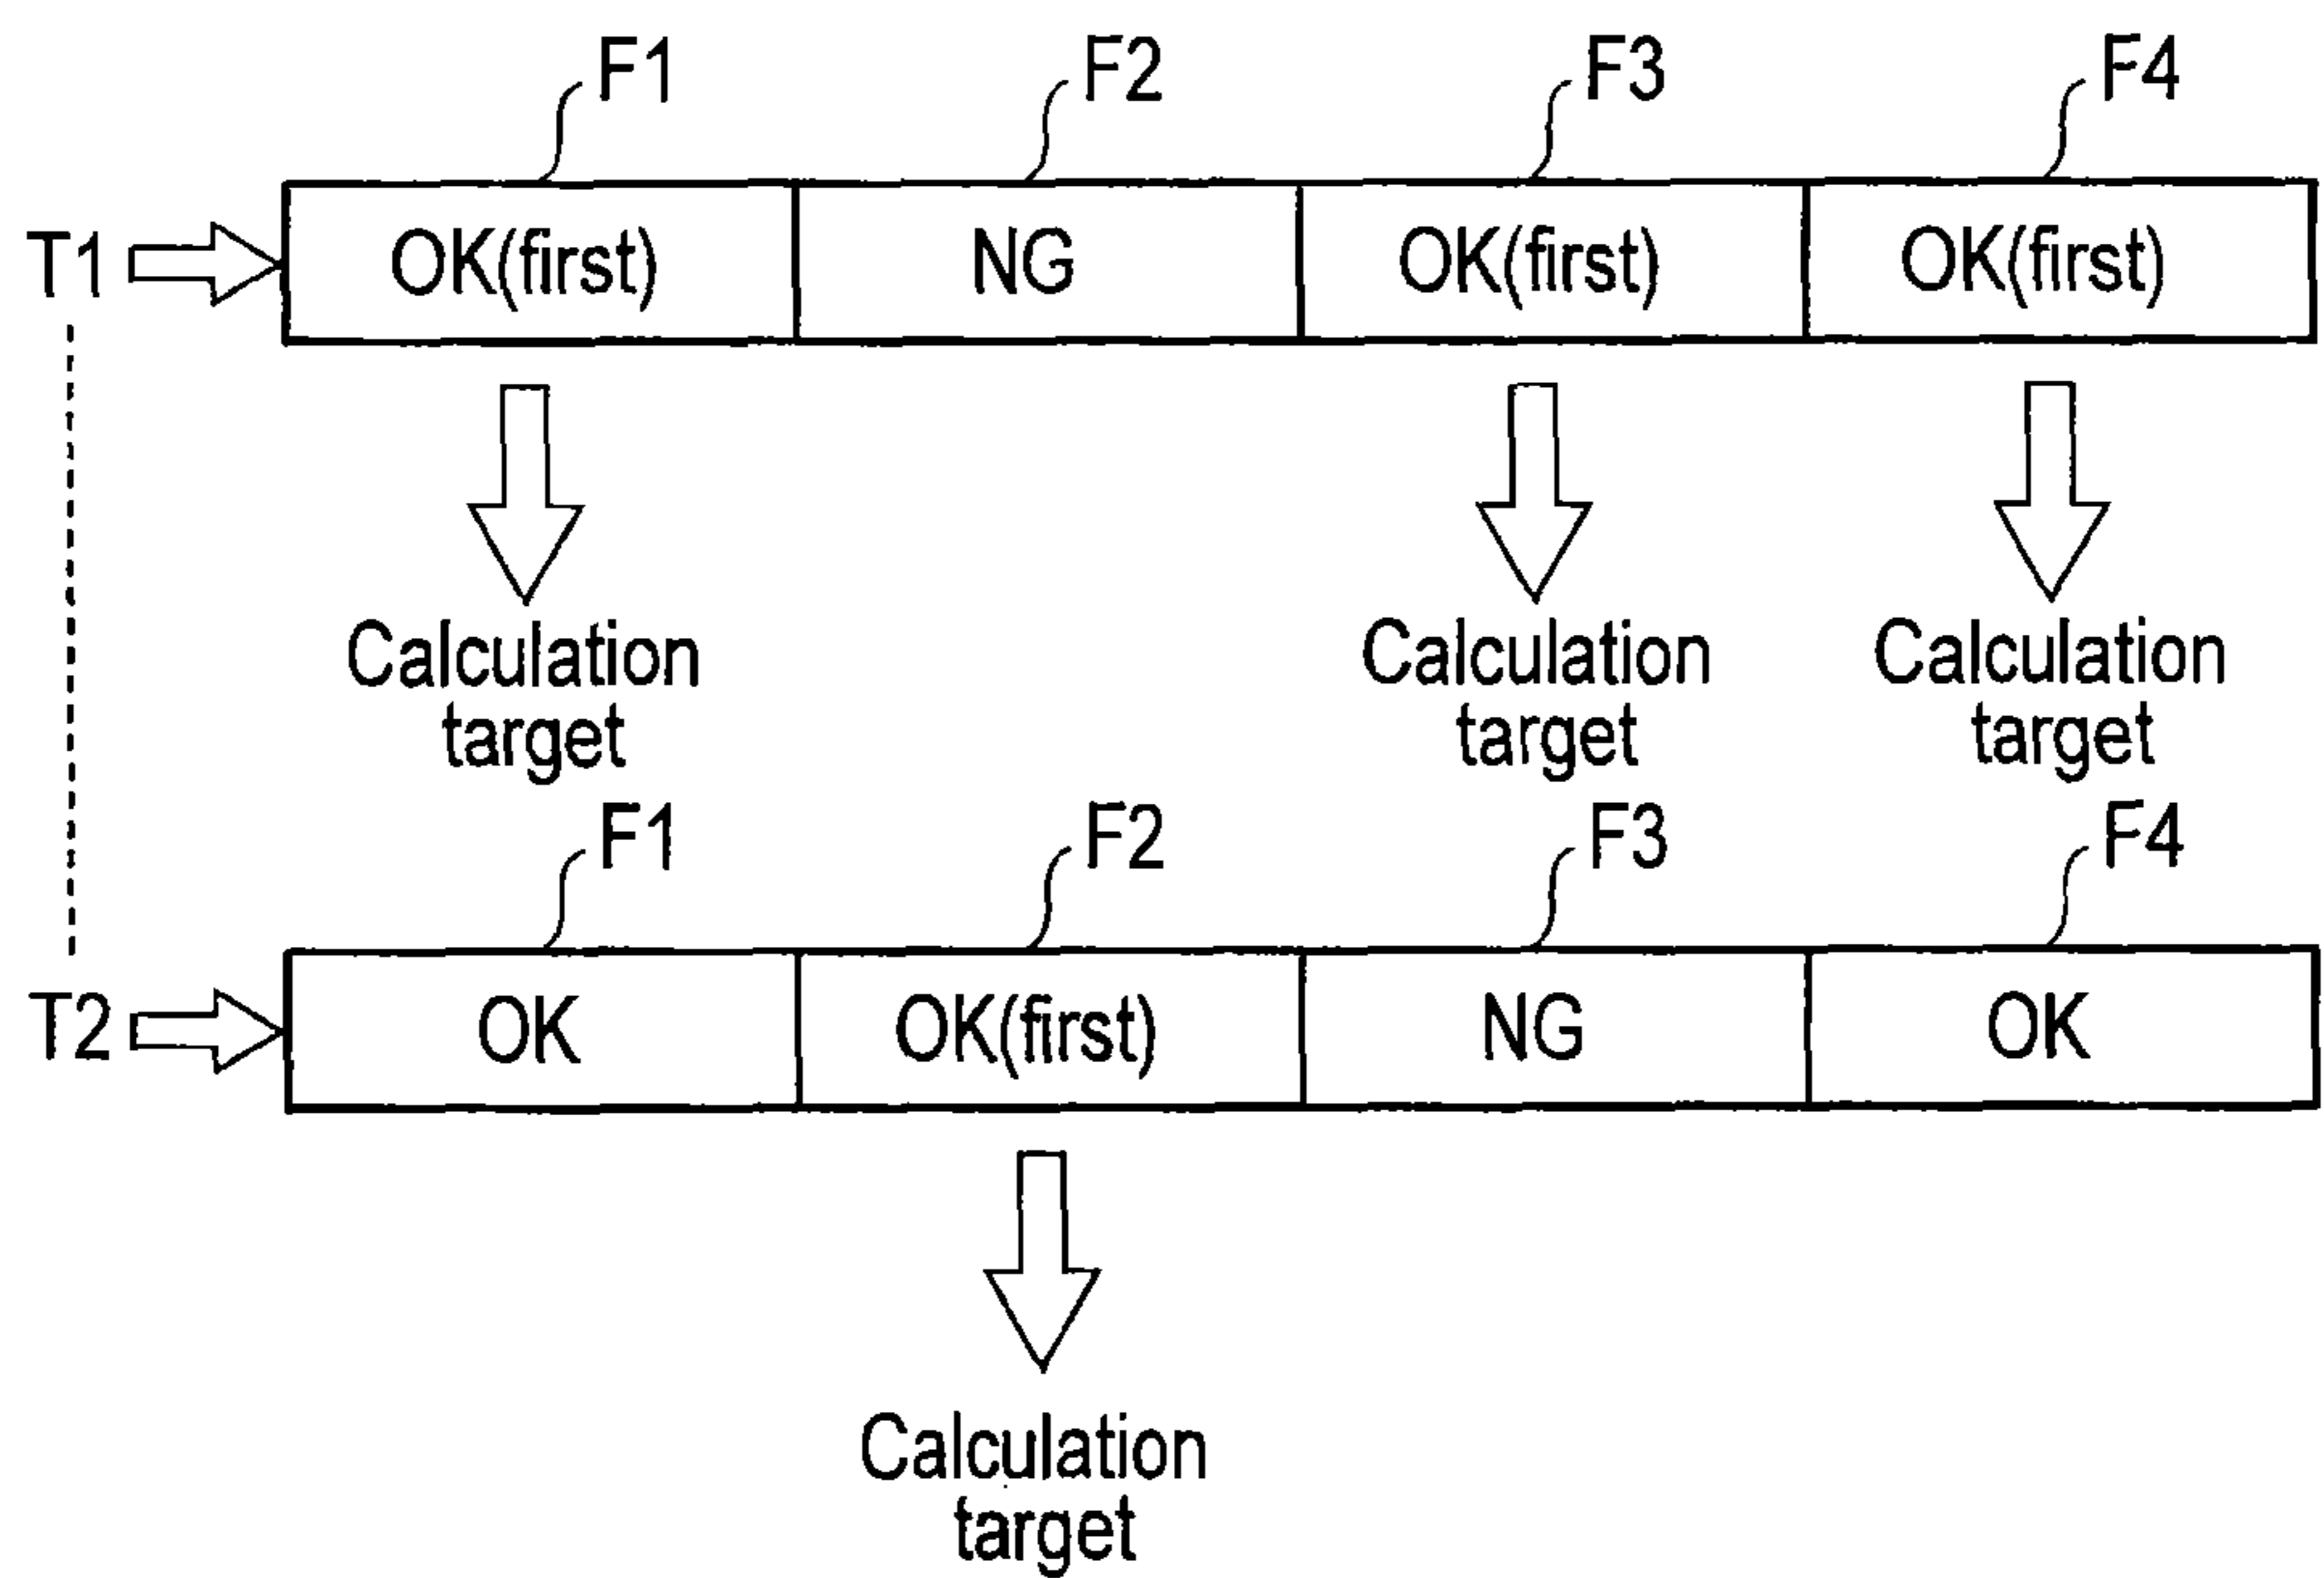 F1 F2 F3 F4
T1 OK(first) NG OK(first) OK(first)
Calculation Calculation Calculation
target target target
F1 F2 F3 F4
T2 OK OK(first) NG OK
Calculation
target